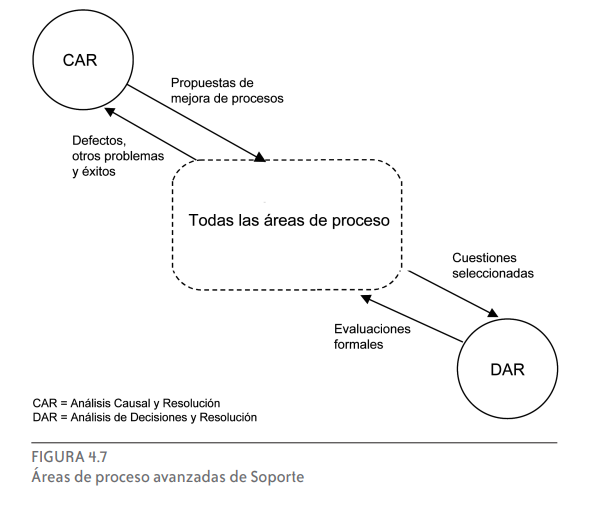 CAR
Propuestas de
mejora de procesos
Defectos,
otros problemas
y éxitos
Todas las áreas de proceso
Cuestiones
seleccionadas
Evaluaciones
formales
DAR
CAR = Análisis Causal y Resolución
DAR = Análisis de Decisiones y Resolución
FIGURA 4.7
Áreas de proceso avanzadas de Soporte